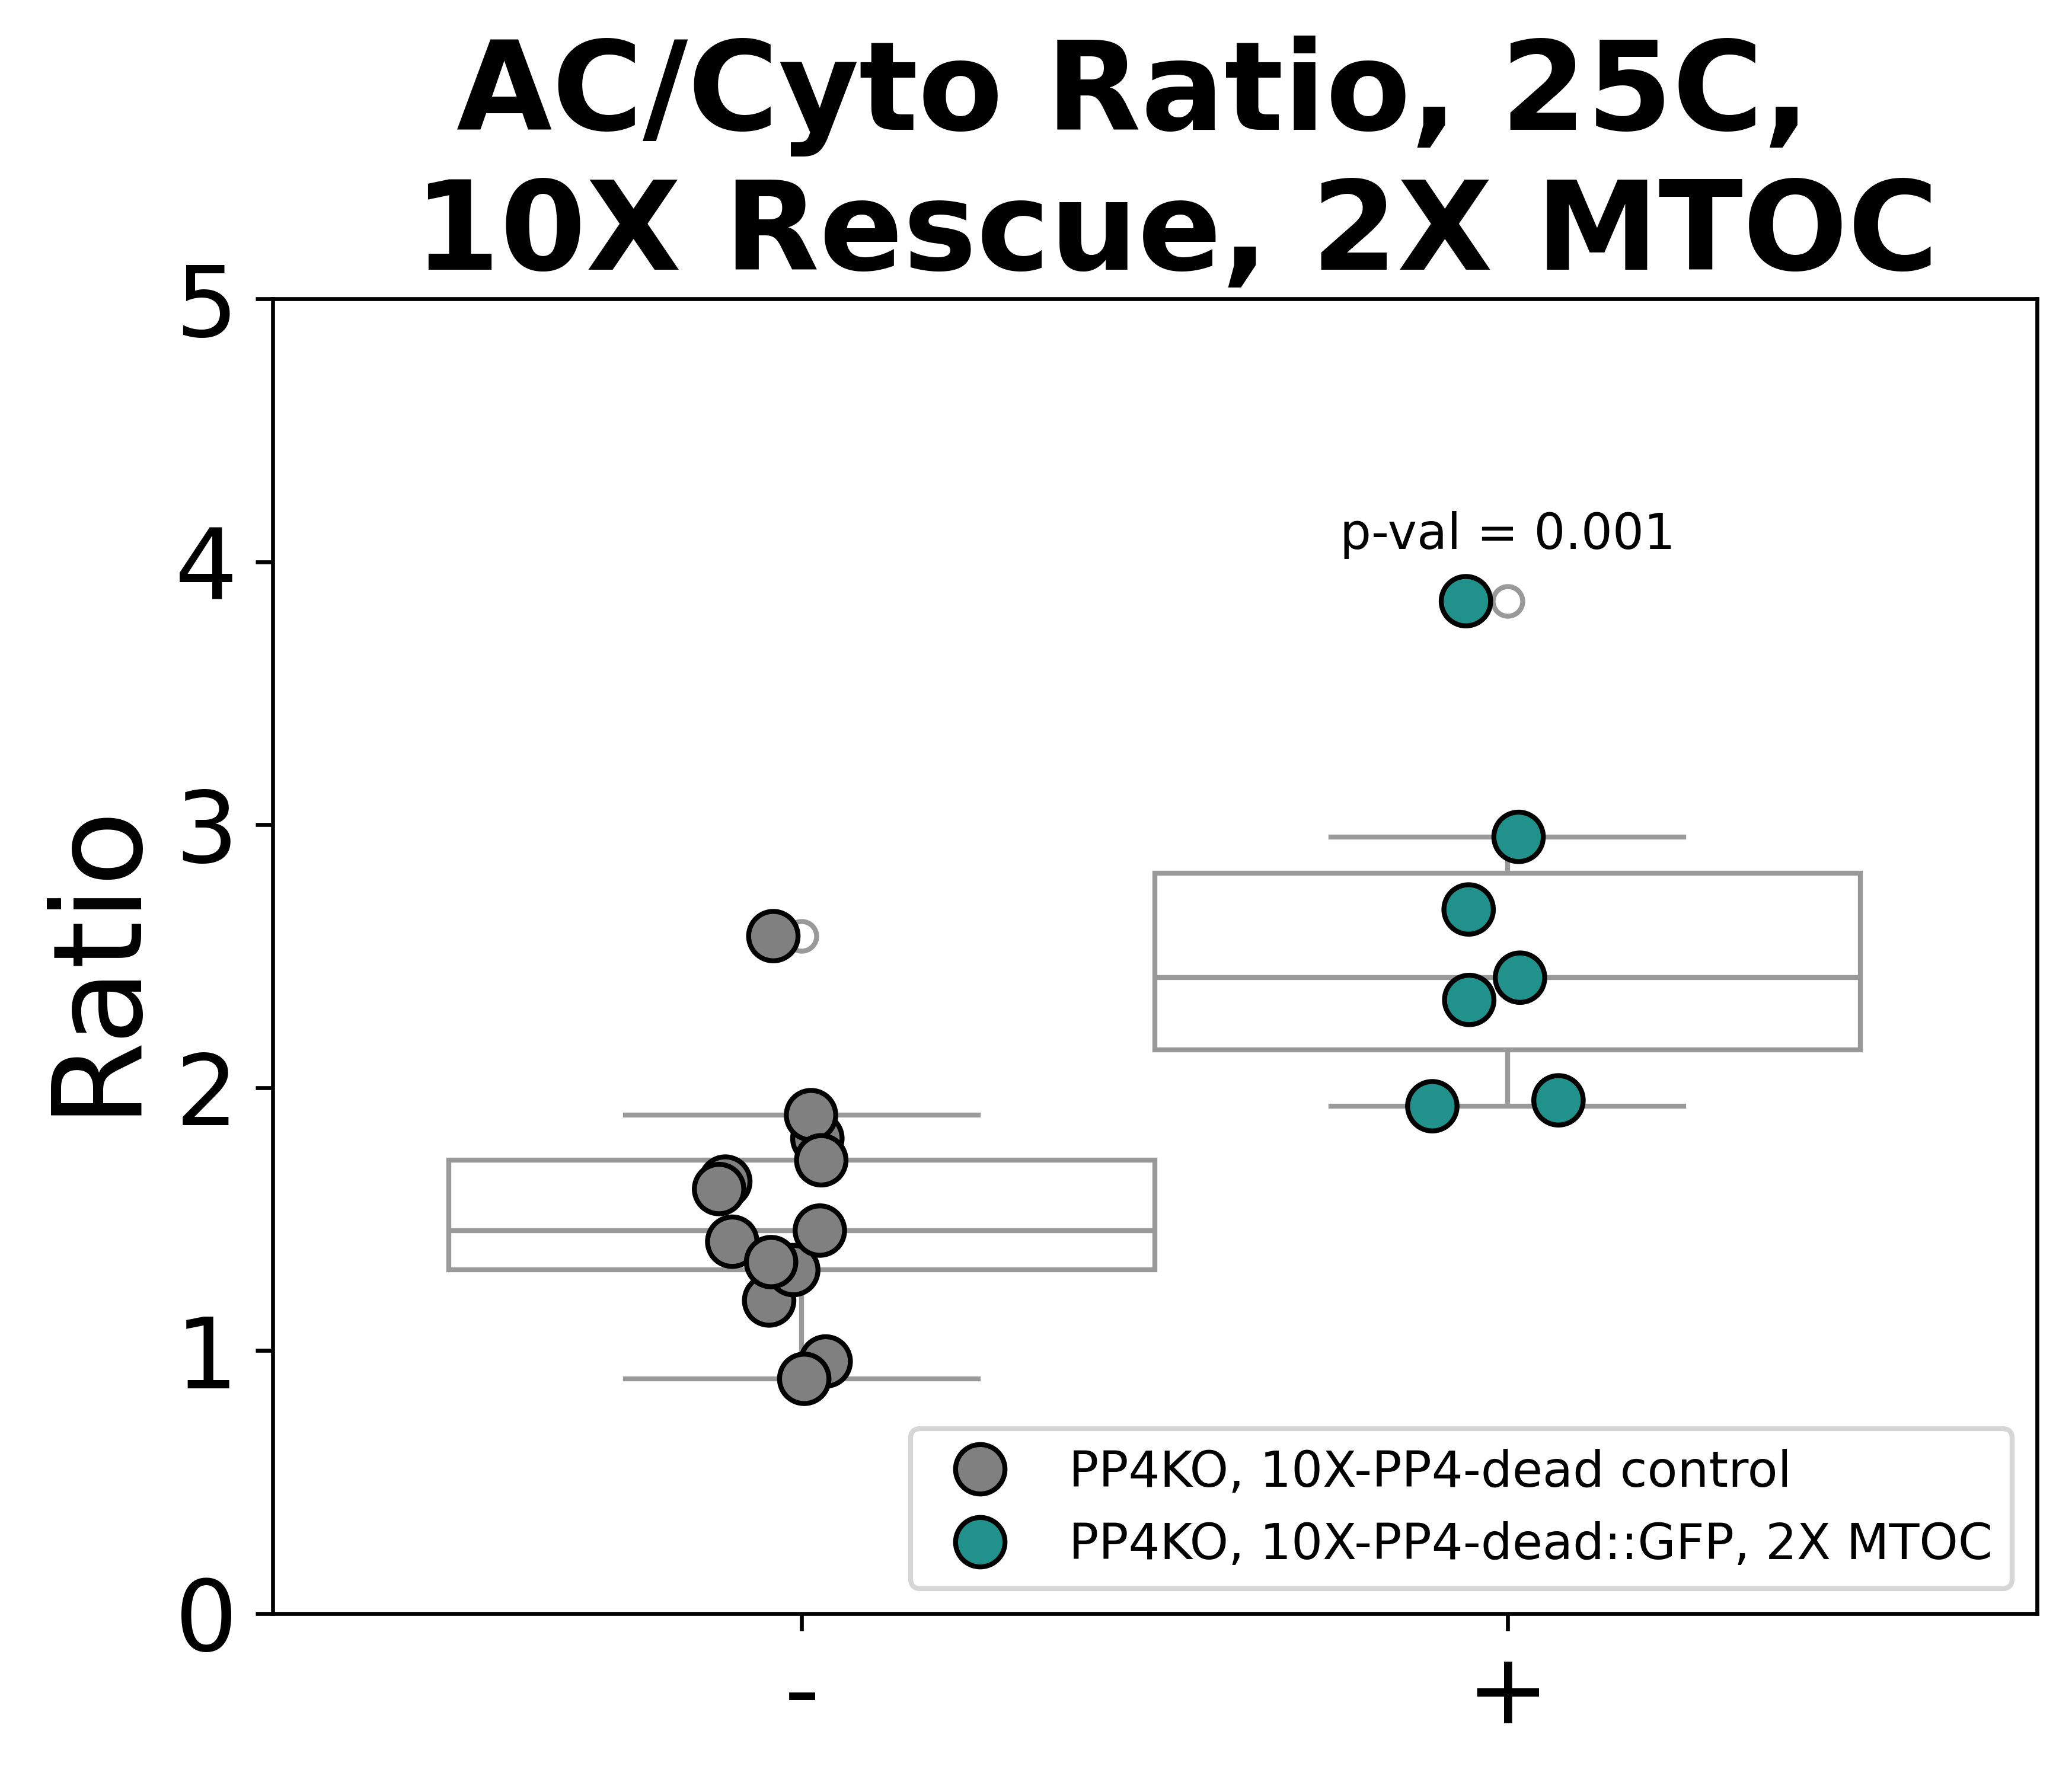 AC/Cyto Ratio, 25C,
10X Rescue, 2X MTOC
5
4
3
2
1
0
Ratio
p-val = 0.001
PP4KO, 10X-PP4-dead control
PP4KO, 10X-PP4-dead::GFP, 2X MTOC
-
+